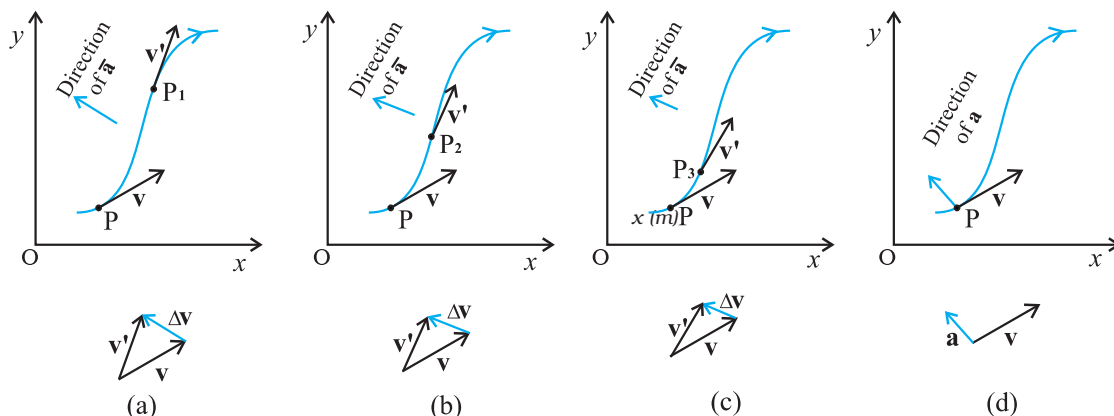 y
v'
Direction
of a̅
P₁
P
v
O
x
Δv
v'
v
(a)
y
Direction
of a̅
v'
P₂
P
v
O
x
Δv
v'
v
(b)
y
Direction
of a̅
P₃
v'
x (m)
P
v
O
x
Δv
v'
v
(c)
y
Direction
of a
P
v
O
x
a
v
(d)